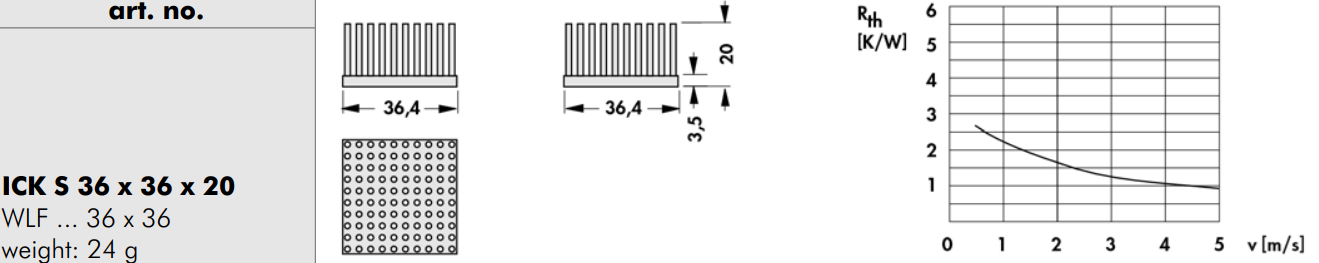 art. no.
ICK S 36 x 36 x 20
WLF ... 36 x 36
weight: 24 g
36,4
36,4
20
3,5
Rth
[K/W]
6
5
4
3
2
1
0 1 2 3 4 5 v [m/s]